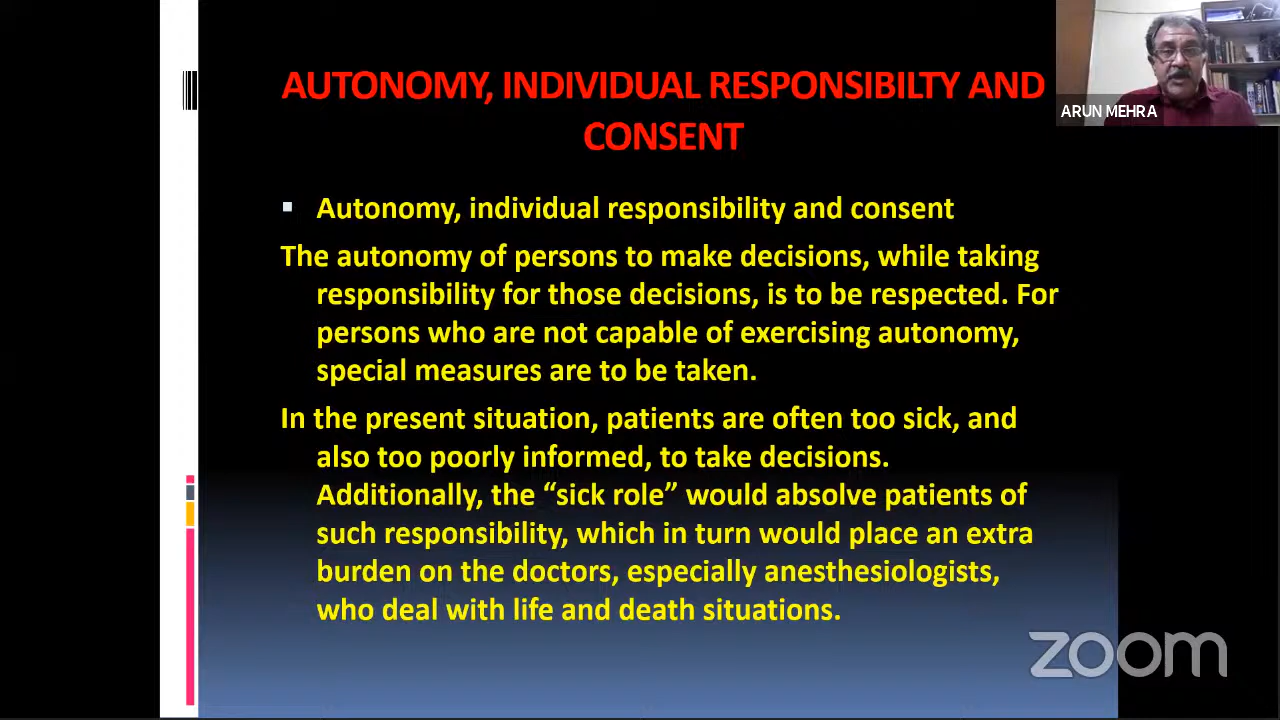 AUTONOMY, INDIVIDUAL RESPONSIBILTY AND
CONSENT
ARUN MEHRA
Autonomy, individual responsibility and consent
The autonomy of persons to make decisions, while taking
responsibility for those decisions, is to be respected. For
persons who are not capable of exercising autonomy,
special measures are to be taken.
In the present situation, patients are often too sick, and
also too poorly informed, to take decisions.
Additionally, the “sick role” would absolve patients of
such responsibility, which in turn would place an extra
burden on the doctors, especially anesthesiologists,
who deal with life and death situations.
zoom